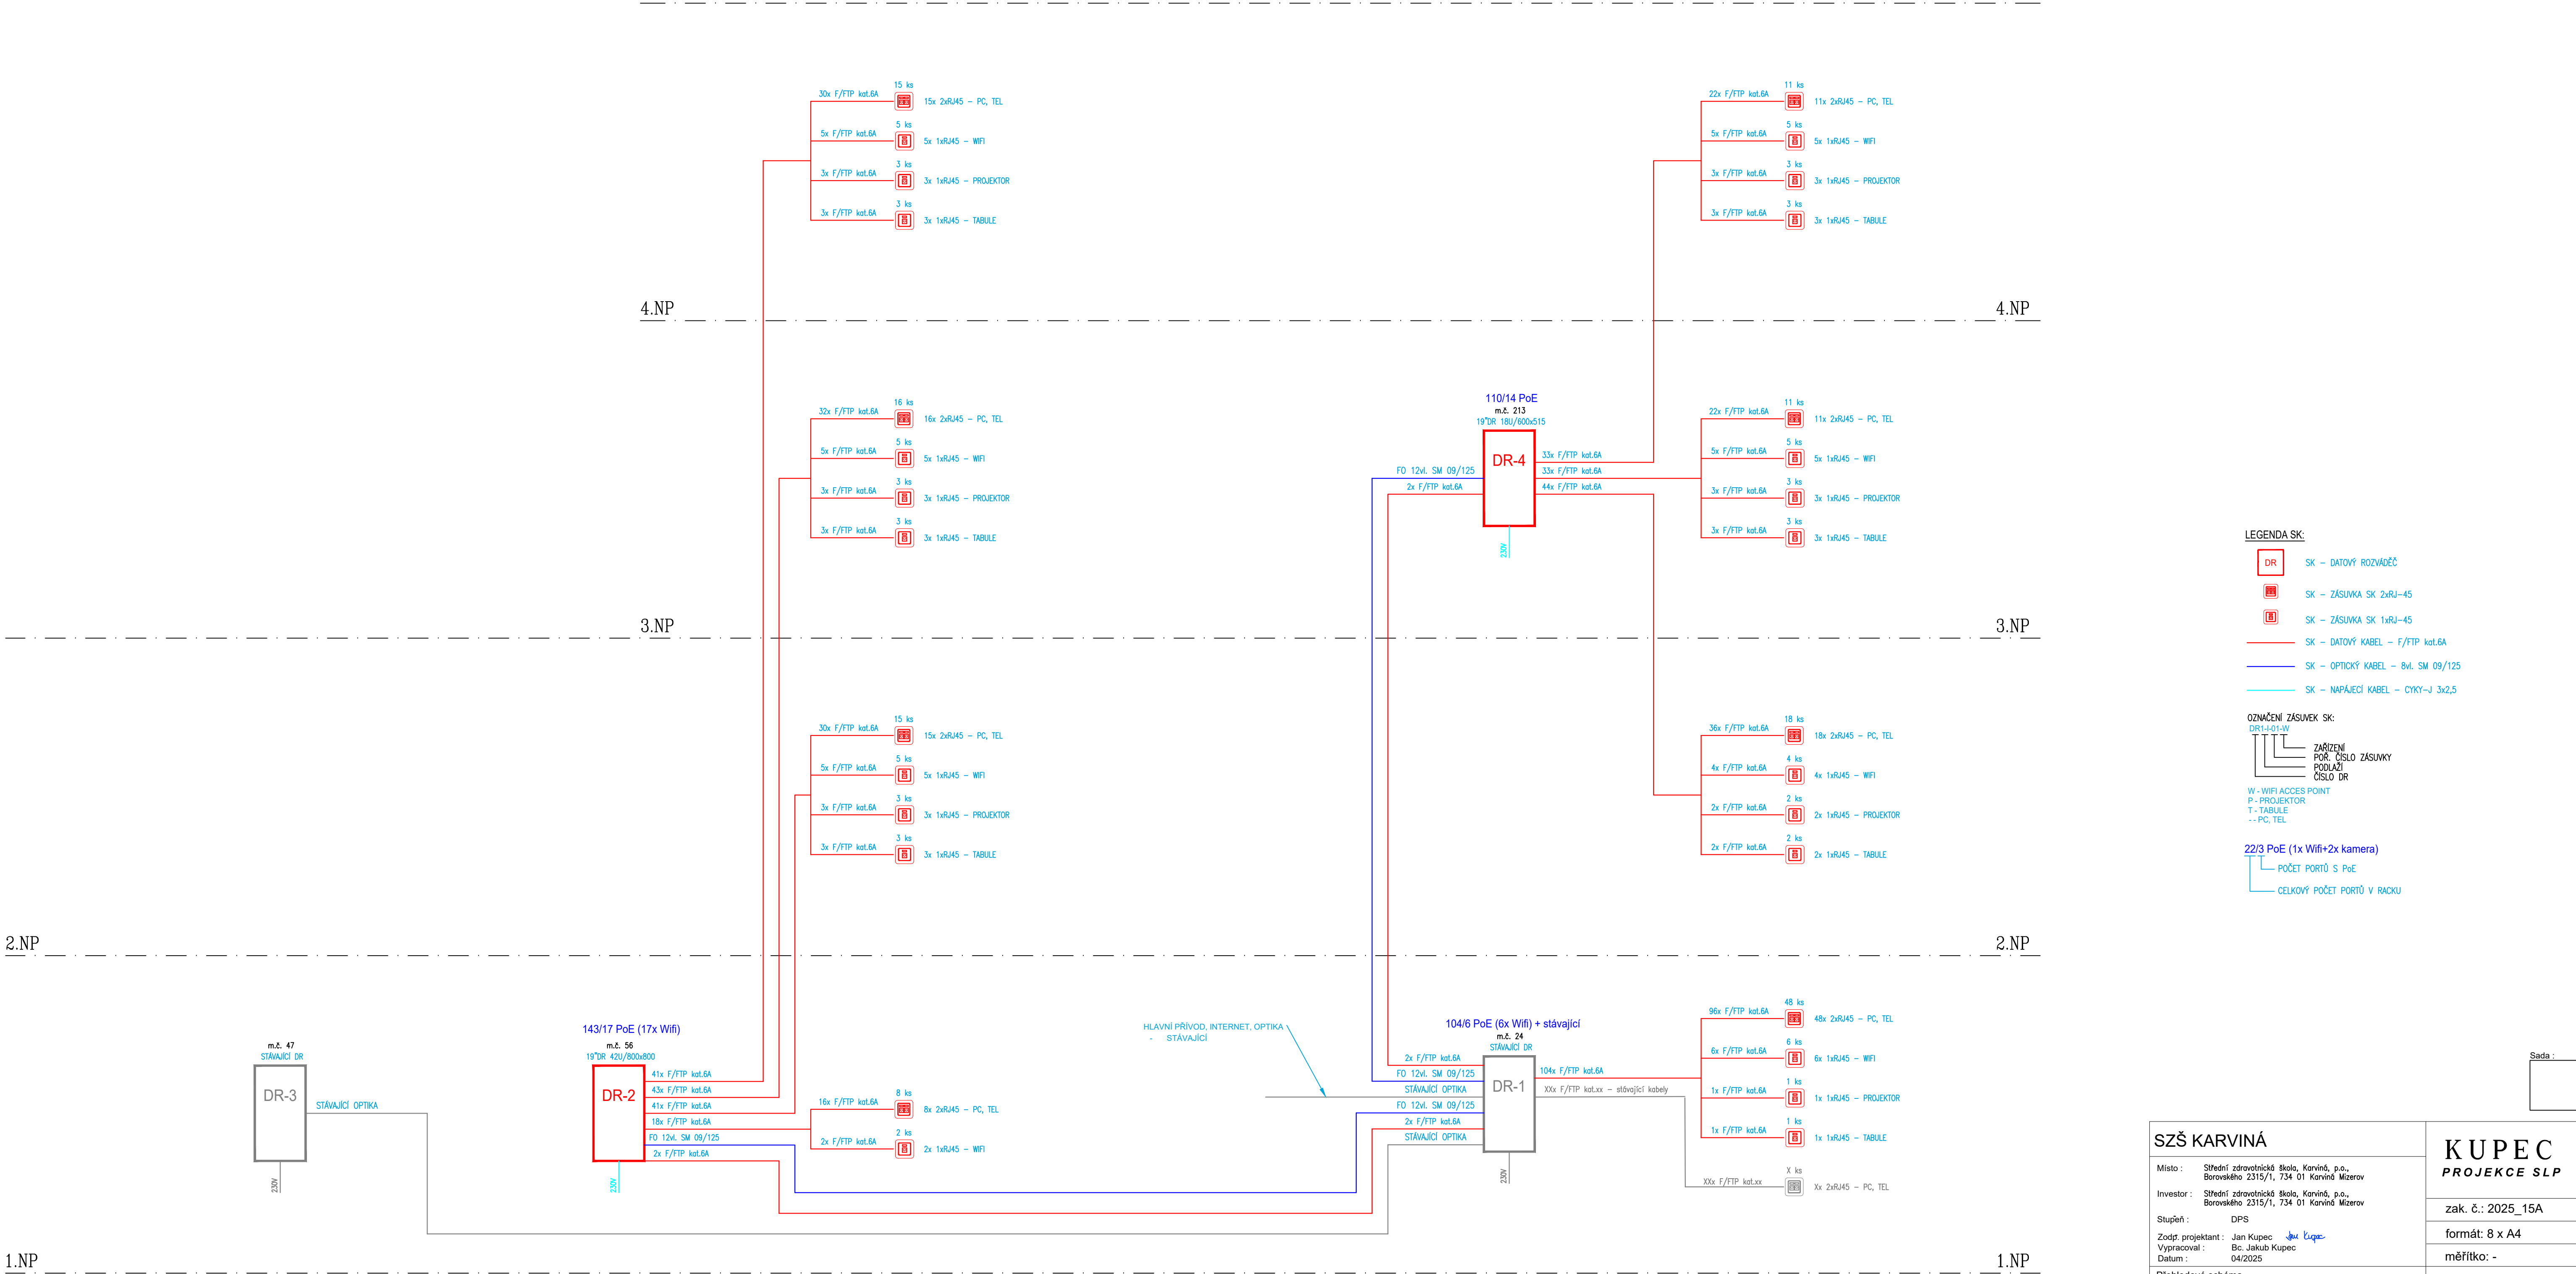 15 ks
30x F/FTP kat.6A
15x 2xRJ45 – PC, TEL
5 ks
5x F/FTP kat.6A
5x 1xRJ45 – WIFI
3 ks
3x F/FTP kat.6A
3x 1xRJ45 – PROJEKTOR
3 ks
3x F/FTP kat.6A
3x 1xRJ45 – TABULE
11 ks
22x F/FTP kat.6A
11x 2xRJ45 – PC, TEL
5 ks
5x F/FTP kat.6A
5x 1xRJ45 – WIFI
3 ks
3x F/FTP kat.6A
3x 1xRJ45 – PROJEKTOR
3 ks
3x F/FTP kat.6A
3x 1xRJ45 – TABULE
4.NP
4.NP
16 ks
32x F/FTP kat.6A
16x 2xRJ45 – PC, TEL
5 ks
5x F/FTP kat.6A
5x 1xRJ45 – WIFI
3 ks
3x F/FTP kat.6A
3x 1xRJ45 – PROJEKTOR
3 ks
3x F/FTP kat.6A
3x 1xRJ45 – TABULE
110/14 PoE
m.č. 213
19"DR 18U/600x515
DR-4
FO 12vl. SM 09/125
2x F/FTP kat.6A
33x F/FTP kat.6A
33x F/FTP kat.6A
44x F/FTP kat.6A
230V
11 ks
22x F/FTP kat.6A
11x 2xRJ45 – PC, TEL
5 ks
5x F/FTP kat.6A
5x 1xRJ45 – WIFI
3 ks
3x F/FTP kat.6A
3x 1xRJ45 – PROJEKTOR
3 ks
3x F/FTP kat.6A
3x 1xRJ45 – TABULE
3.NP
3.NP
15 ks
30x F/FTP kat.6A
15x 2xRJ45 – PC, TEL
5 ks
5x F/FTP kat.6A
5x 1xRJ45 – WIFI
3 ks
3x F/FTP kat.6A
3x 1xRJ45 – PROJEKTOR
3 ks
3x F/FTP kat.6A
3x 1xRJ45 – TABULE
18 ks
36x F/FTP kat.6A
18x 2xRJ45 – PC, TEL
4 ks
4x F/FTP kat.6A
4x 1xRJ45 – WIFI
2 ks
2x F/FTP kat.6A
2x 1xRJ45 – PROJEKTOR
2 ks
2x F/FTP kat.6A
2x 1xRJ45 – TABULE
2.NP
2.NP
m.č. 47
STÁVAJÍCÍ DR
DR-3
STÁVAJÍCÍ OPTIKA
230V
143/17 PoE (17x Wifi)
m.č. 56
19"DR 42U/800x800
DR-2
41x F/FTP kat.6A
43x F/FTP kat.6A
41x F/FTP kat.6A
18x F/FTP kat.6A
FO 12vl. SM 09/125
2x F/FTP kat.6A
230V
8 ks
16x F/FTP kat.6A
8x 2xRJ45 – PC, TEL
2 ks
2x F/FTP kat.6A
2x 1xRJ45 – WIFI
HLAVNÍ PŘÍVOD, INTERNET, OPTIKA
- STÁVAJÍCÍ
104/6 PoE (6x Wifi) + stávající
m.č. 24
STÁVAJÍCÍ DR
DR-1
2x F/FTP kat.6A
FO 12vl. SM 09/125
STÁVAJÍCÍ OPTIKA
FO 12vl. SM 09/125
2x F/FTP kat.6A
STÁVAJÍCÍ OPTIKA
104x F/FTP kat.6A
XXx F/FTP kat.xx – stávající kabely
230V
48 ks
96x F/FTP kat.6A
48x 2xRJ45 – PC, TEL
6 ks
6x F/FTP kat.6A
6x 1xRJ45 – WIFI
1 ks
1x F/FTP kat.6A
1x 1xRJ45 – PROJEKTOR
1 ks
1x F/FTP kat.6A
1x 1xRJ45 – TABULE
X ks
XXx F/FTP kat.xx
Xx 2xRJ45 – PC, TEL
1.NP
1.NP
LEGENDA SK:
DR
SK – DATOVÝ ROZVÁDĚČ
SK – ZÁSUVKA SK 2xRJ–45
SK – ZÁSUVKA SK 1xRJ–45
SK – DATOVÝ KABEL – F/FTP kat.6A
SK – OPTICKÝ KABEL – 8vl. SM 09/125
SK – NAPÁJECÍ KABEL – CYKY–J 3x2,5
OZNAČENÍ ZÁSUVEK SK:
DR1-I-01-W
ZAŘÍZENÍ
POŘ. ČÍSLO ZÁSUVKY
PODLAŽÍ
ČÍSLO DR
W - WIFI ACCES POINT
P - PROJEKTOR
T - TABULE
- - PC, TEL
22/3 PoE (1x Wifi+2x kamera)
POČET PORTŮ S PoE
CELKOVÝ POČET PORTŮ V RACKU
Sada :
SZŠ KARVINÁ
Místo : Střední zdravotnická škola, Karviná, p.o.,
Borovského 2315/1, 734 01 Karviná Mizerov
Investor : Střední zdravotnická škola, Karviná, p.o.,
Borovského 2315/1, 734 01 Karviná Mizerov
Stupeň : DPS
Zodp. projektant : Jan Kupec Jan Kupec
Vypracoval : Bc. Jakub Kupec
Datum : 04/2025
KUPEC
PROJEKCE SLP
zak. č.: 2025_15A
formát: 8 x A4
měřítko: -